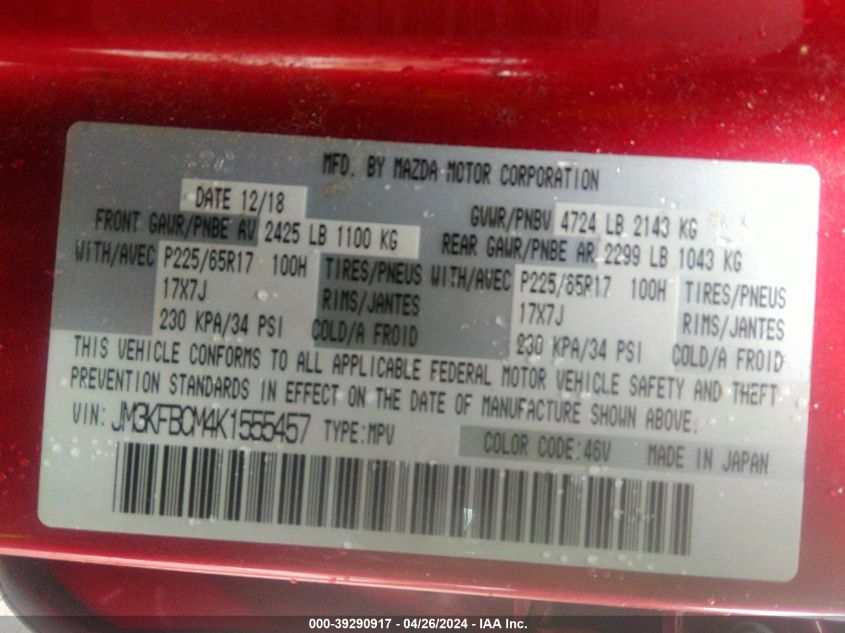 MFD. BY MAZDA MOTOR CORPORATION
DATE 12/18 GVWR/PNBV 4724 LB 2143 KG
FRONT GAWR/PNBE AV 2425 LB 1100 KG REAR GAWR/PNBE AR 2299 LB 1043 KG
WITH/AVEC P225/65R17 100H TIRES/PNEUS WITH/AVEC P225/65R17 100H TIRES/PNEUS
17X7J RIMS/JANTES 17X7J RIMS/JANTES
230 KPA/34 PSI COLD/A FROID 230 KPA/34 PSI COLD/A FROID
THIS VEHICLE CONFORMS TO ALL APPLICABLE FEDERAL MOTOR VEHICLE SAFETY AND THEFT
PREVENTION STANDARDS IN EFFECT ON THE DATE OF MANUFACTURE SHOWN ABOVE.
VIN: JM3KFBCM4K1555457 TYPE:MPV COLOR CODE:46V MADE IN JAPAN
000-39290917 - 04/26/2024 - IAA Inc.